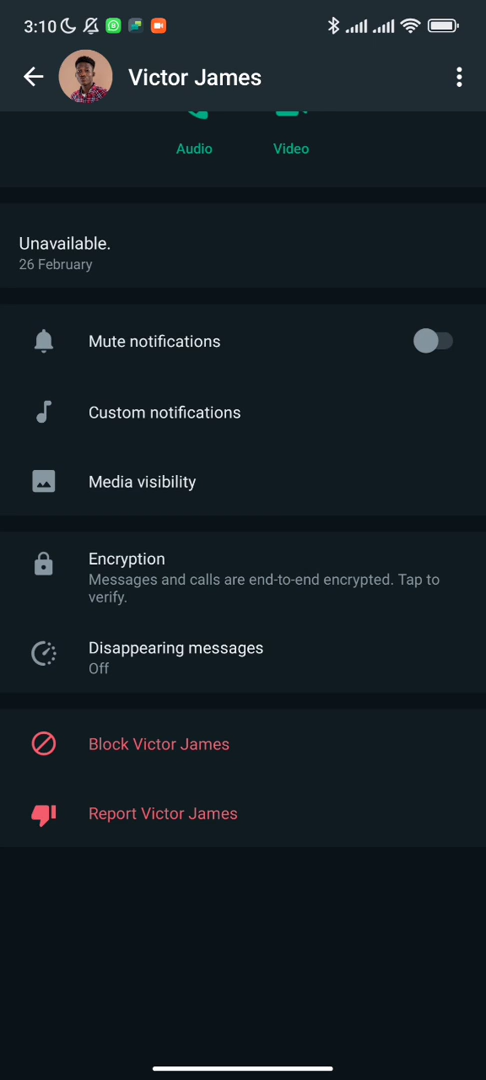 3:10
Victor James
Audio Video
Unavailable.
26 February
Mute notifications
Custom notifications
Media visibility
Encryption
Messages and calls are end-to-end encrypted. Tap to
verify.
Disappearing messages
Off
Block Victor James
Report Victor James